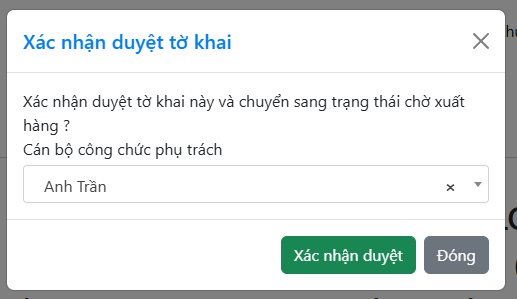 Xác nhận duyệt tờ khai
Xác nhận duyệt tờ khai này và chuyển sang trạng thái chờ xuất
hàng ?
Cán bộ công chức phụ trách
Anh Trần ×
Xác nhận duyệt Đóng